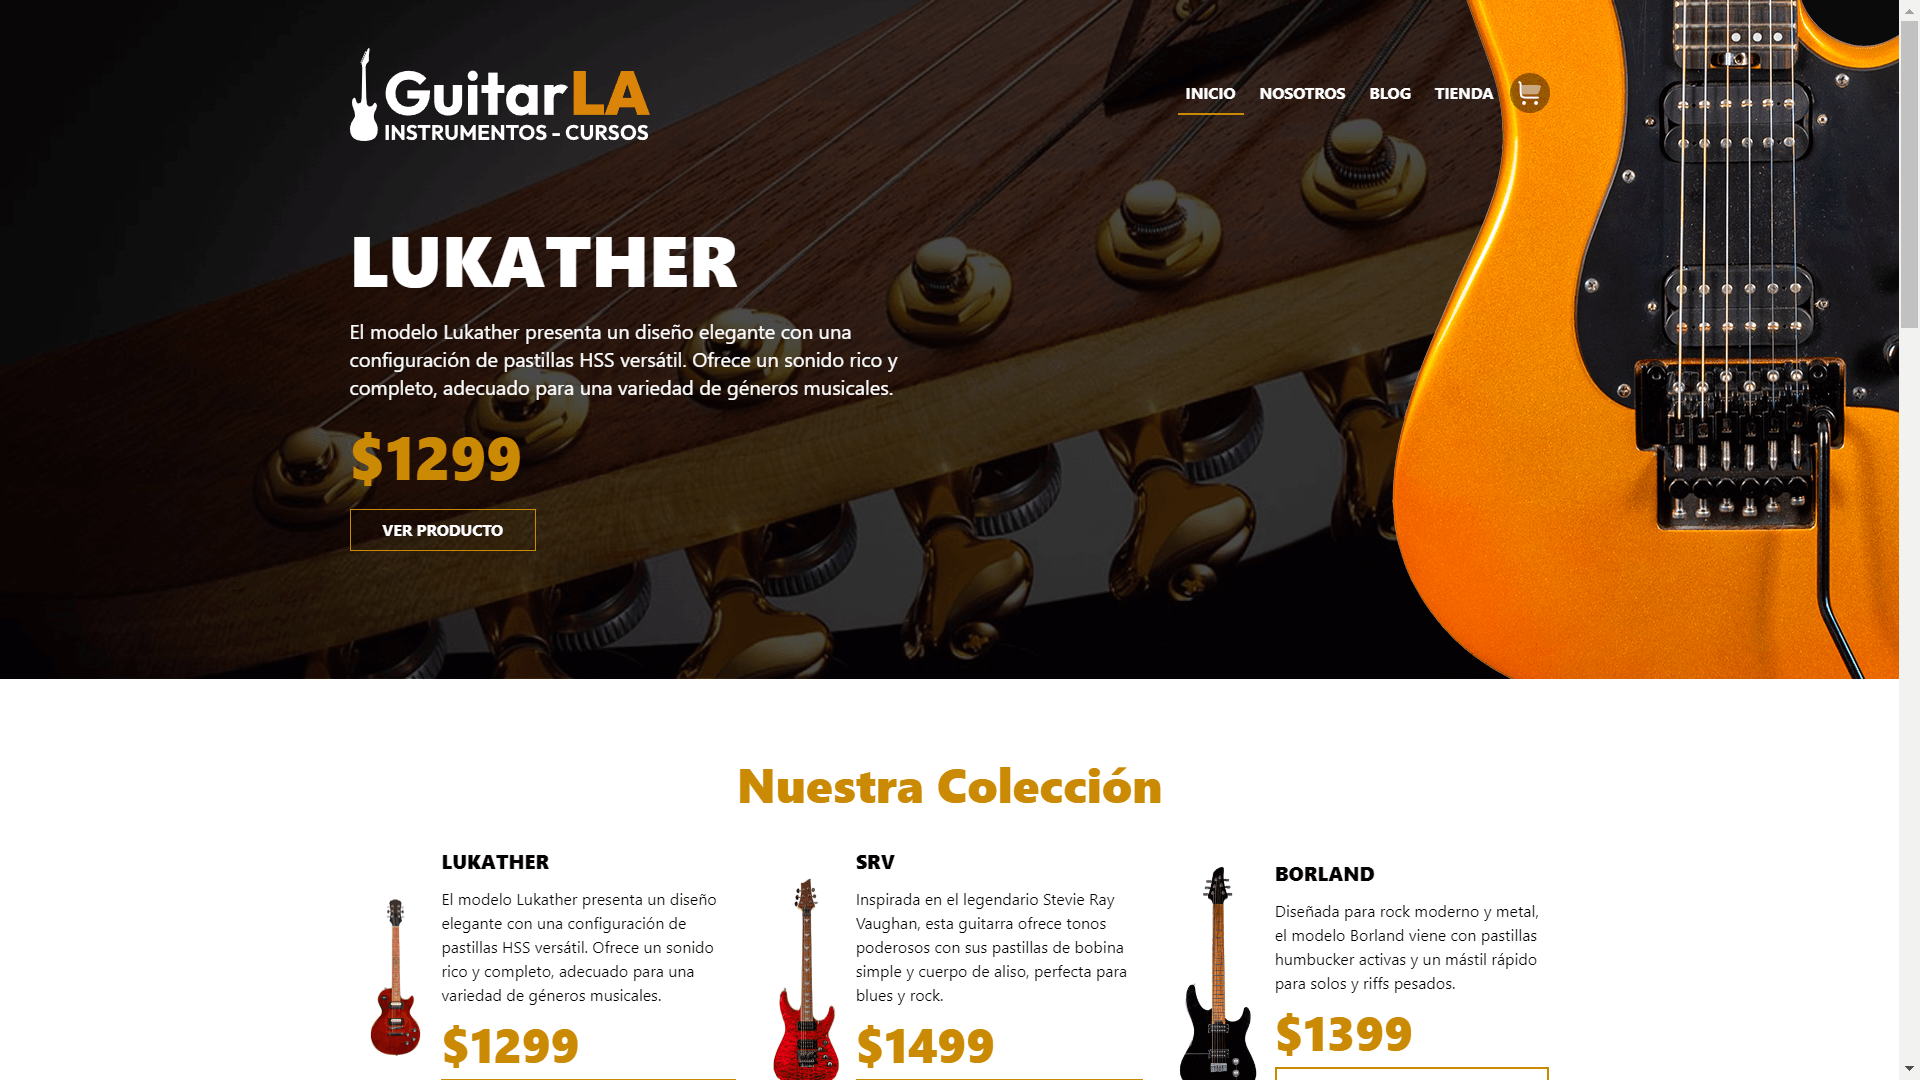 GuitarLA
INSTRUMENTOS - CURSOS
INICIO NOSOTROS BLOG TIENDA
LUKATHER
El modelo Lukather presenta un diseño elegante con una
configuración de pastillas HSS versátil. Ofrece un sonido rico y
completo, adecuado para una variedad de géneros musicales.
$1299
VER PRODUCTO
Nuestra Colección
LUKATHER
El modelo Lukather presenta un diseño
elegante con una configuración de
pastillas HSS versátil. Ofrece un sonido
rico y completo, adecuado para una
variedad de géneros musicales.
$1299
SRV
Inspirada en el legendario Stevie Ray
Vaughan, esta guitarra ofrece tonos
poderosos con sus pastillas de bobina
simple y cuerpo de aliso, perfecta para
blues y rock.
$1499
BORLAND
Diseñada para rock moderno y metal,
el modelo Borland viene con pastillas
humbucker activas y un mástil rápido
para solos y riffs pesados.
$1399